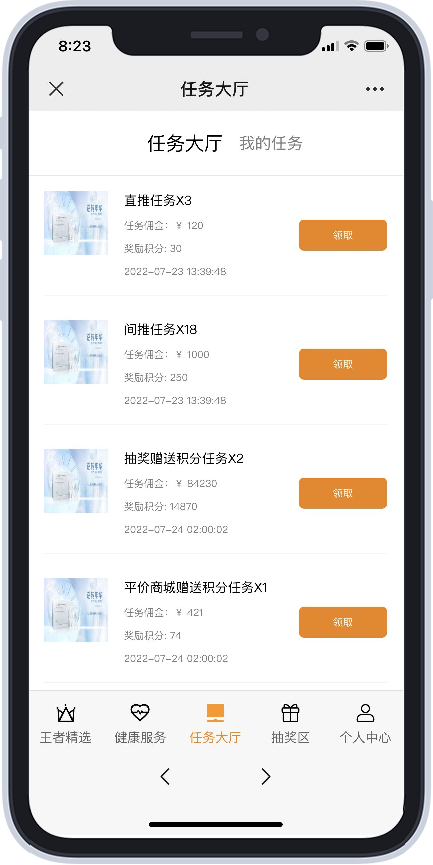 8:23
任务大厅
任务大厅 我的任务
直推任务X3
任务佣金：￥ 120
奖励积分: 30
2022-07-23 13:39:48
领取
间推任务X18
任务佣金：￥ 1000
奖励积分: 250
2022-07-23 13:39:48
领取
抽奖赠送积分任务X2
任务佣金：￥ 84230
奖励积分: 14870
2022-07-24 02:00:02
领取
平价商城赠送积分任务X1
任务佣金：￥ 421
奖励积分: 74
2022-07-24 02:00:02
领取
王者精选 健康服务 任务大厅 抽奖区 个人中心